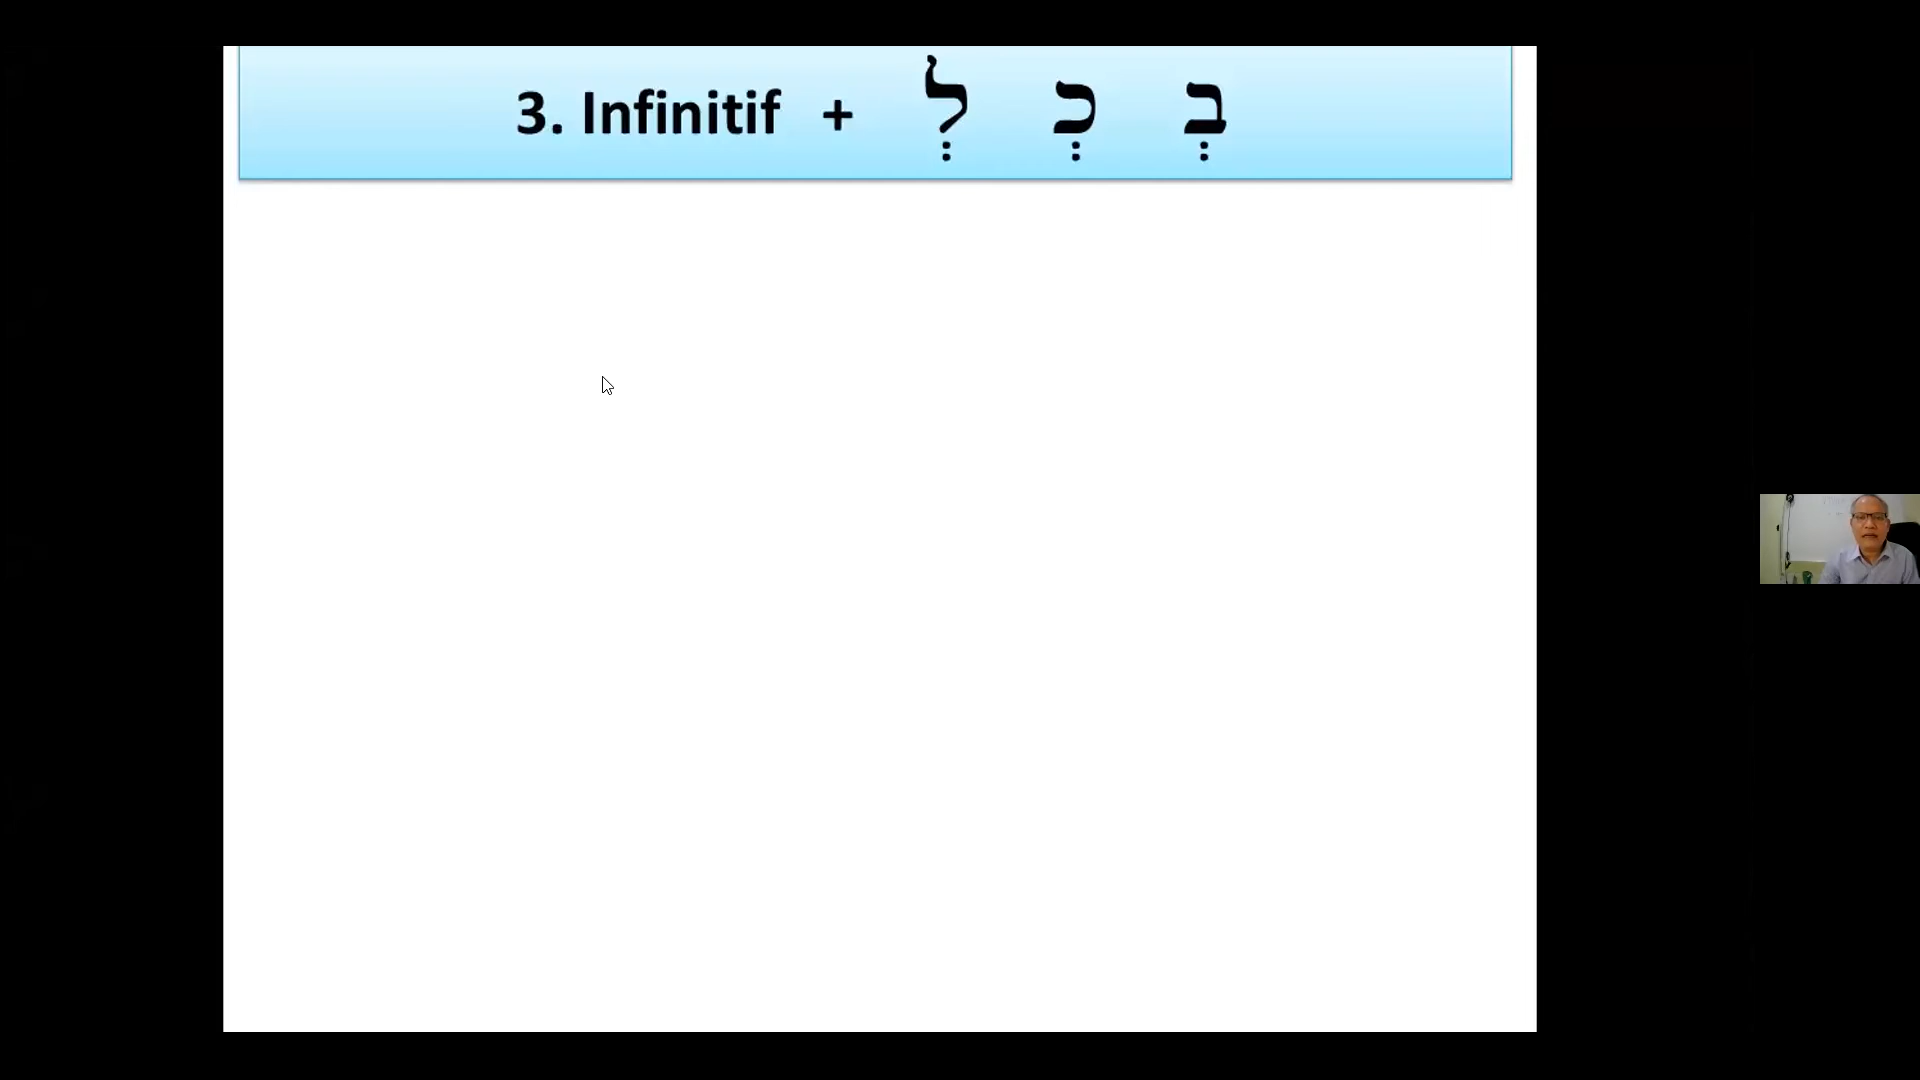 3. Infinitif + לְ כְ בְ